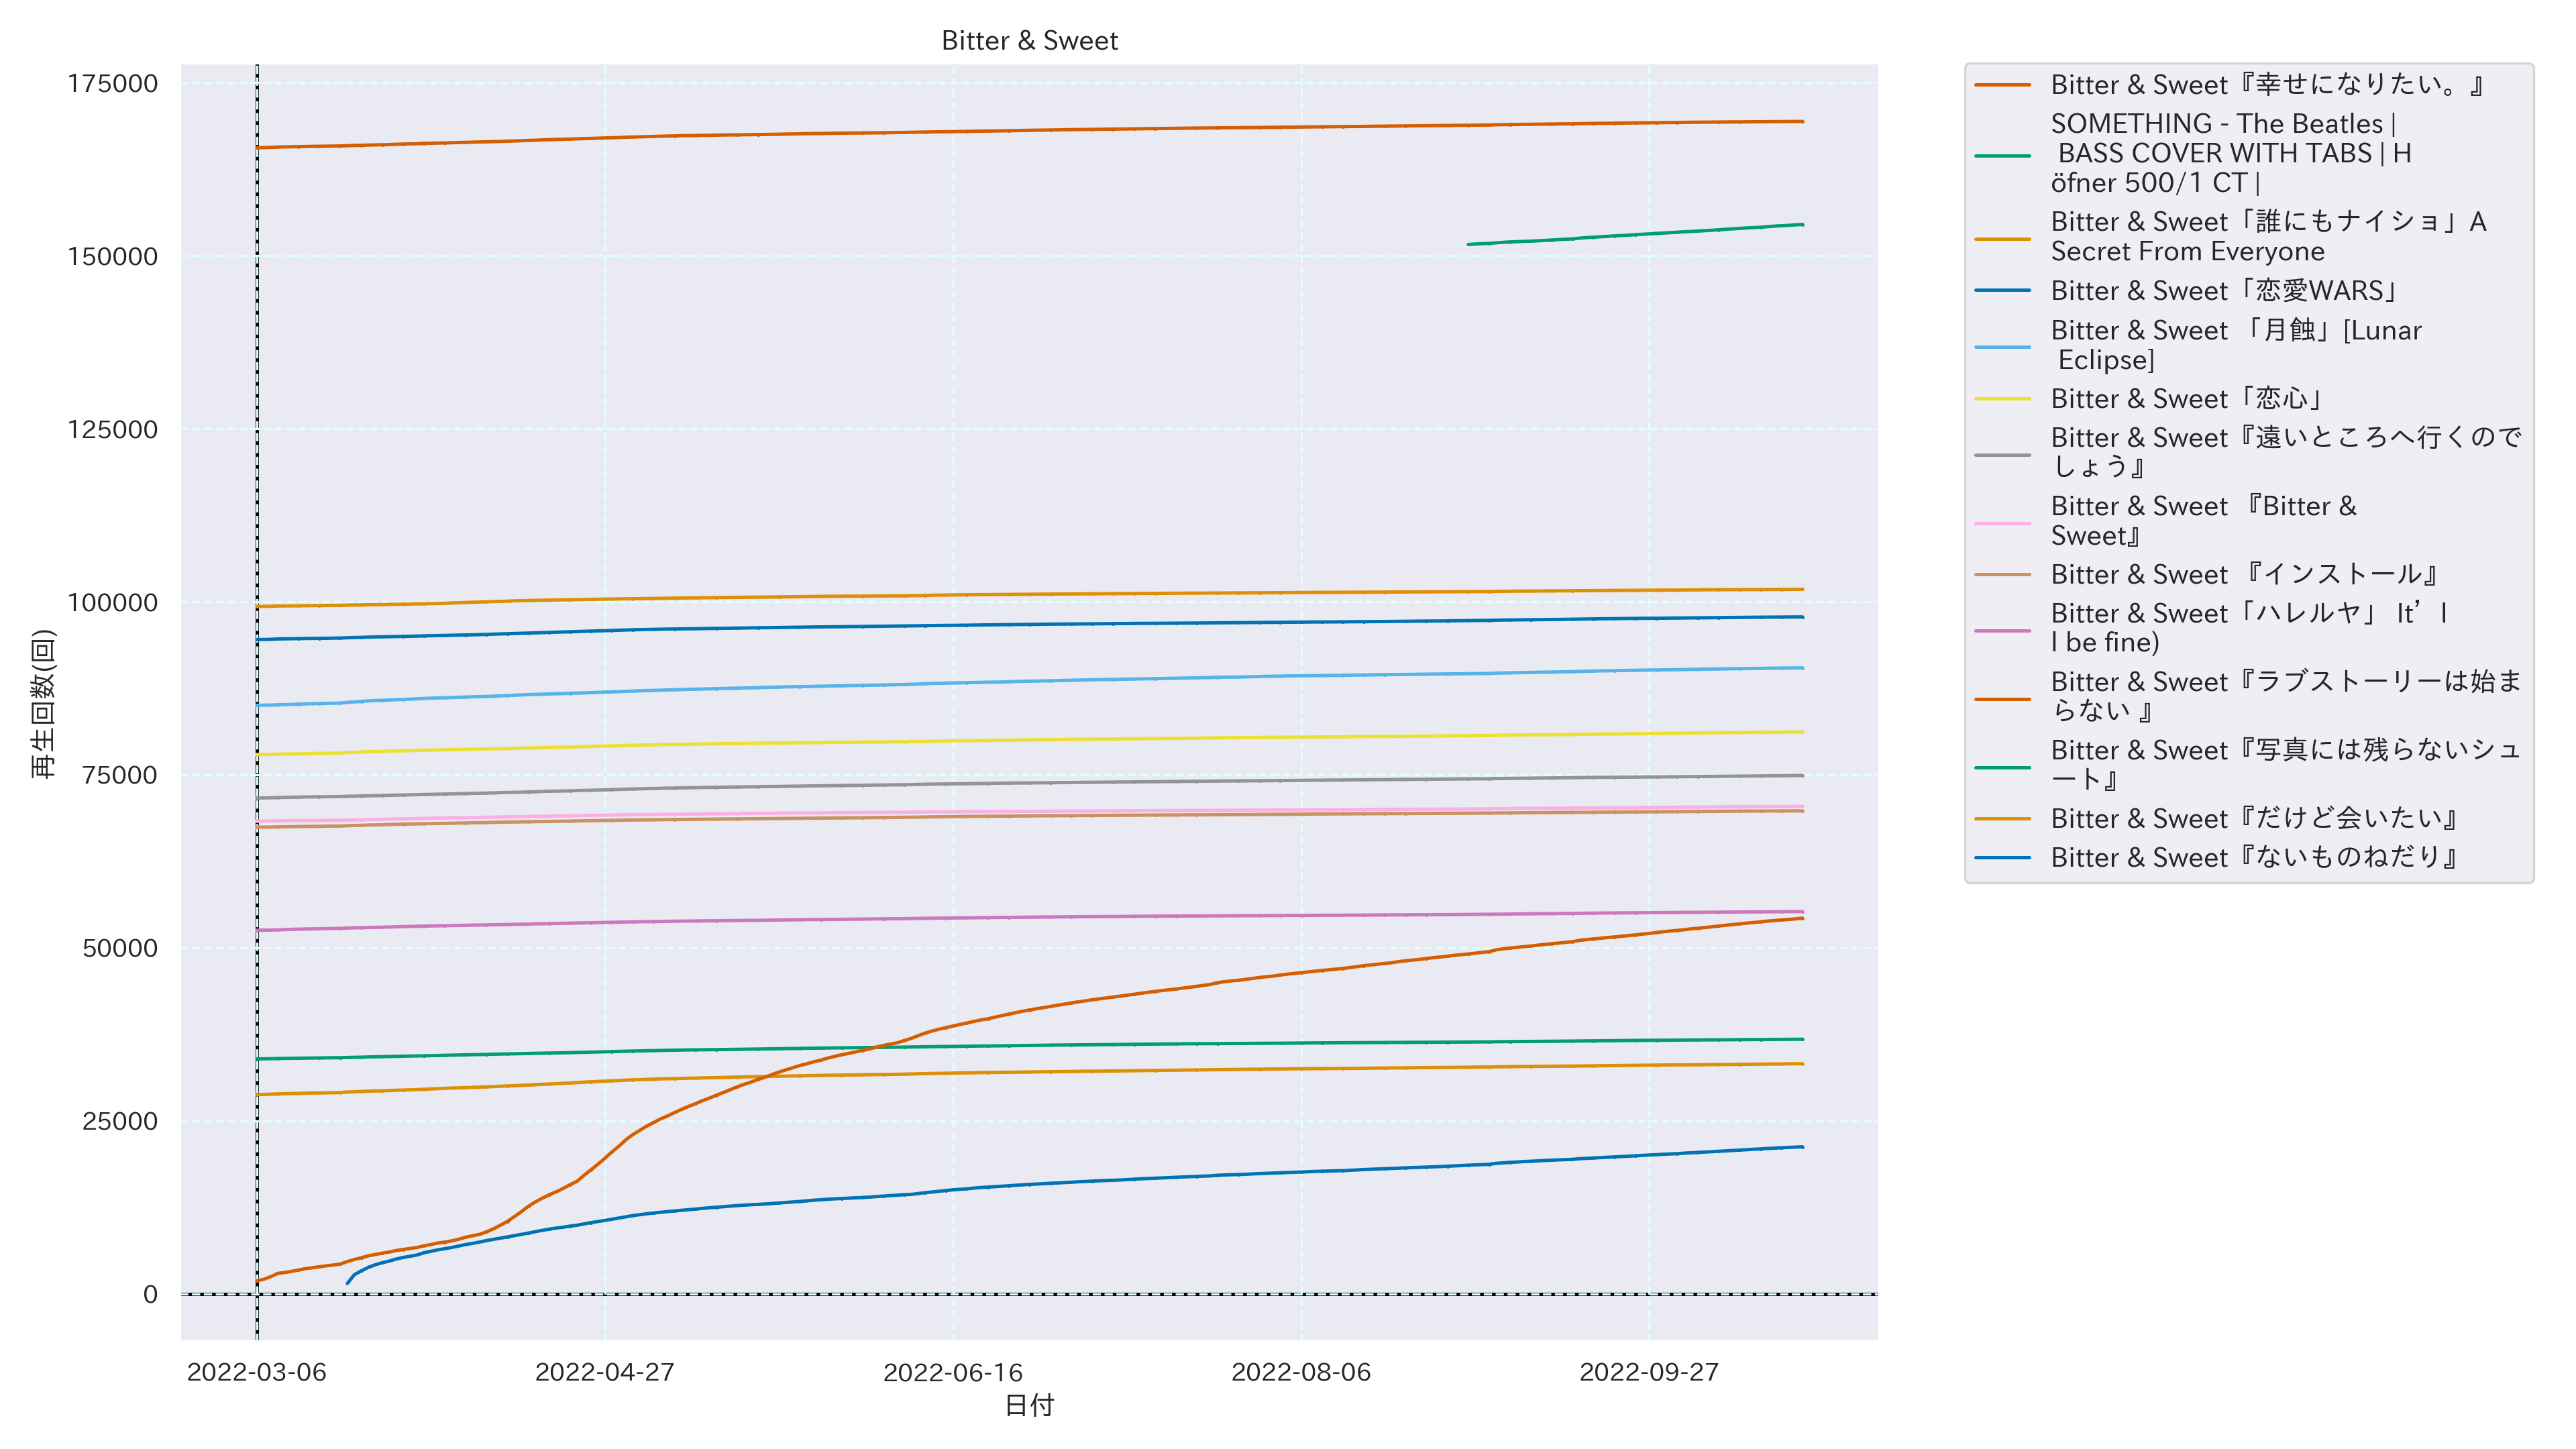 Bitter & Sweet
175000
150000
125000
100000
75000
50000
25000
0
再生回数(回)
2022-03-06
2022-04-27
2022-06-16
2022-08-06
2022-09-27
日付
Bitter & Sweet『幸せになりたい。』
SOMETHING - The Beatles |
BASS COVER WITH TABS | H
öfner 500/1 CT |
Bitter & Sweet「誰にもナイショ」A
Secret From Everyone
Bitter & Sweet「恋愛WARS」
Bitter & Sweet 「月蝕」[Lunar
Eclipse]
Bitter & Sweet「恋心」
Bitter & Sweet『遠いところへ行くので
しょう』
Bitter & Sweet 『Bitter &
Sweet』
Bitter & Sweet 『インストール』
Bitter & Sweet「ハレルヤ」 It’l
l be fine)
Bitter & Sweet『ラブストーリーは始ま
らない 』
Bitter & Sweet『写真には残らないシュ
ート』
Bitter & Sweet『だけど会いたい』
Bitter & Sweet『ないものねだり』